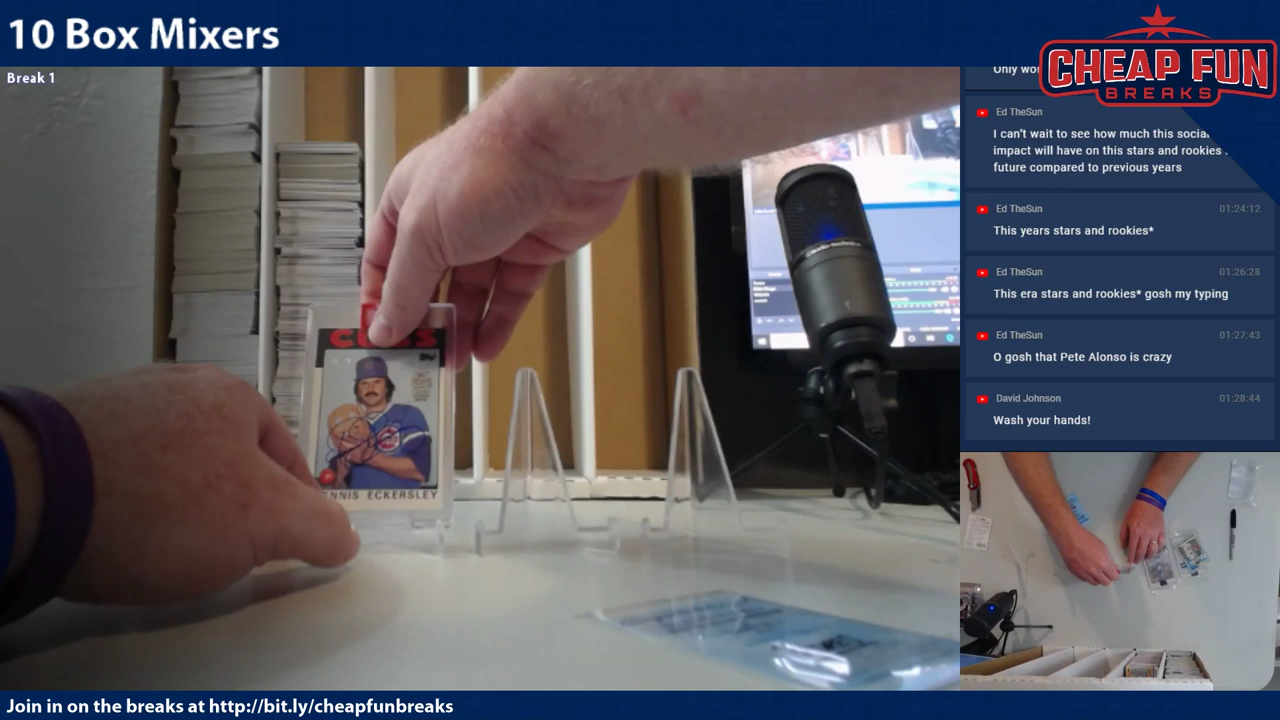 10 Box Mixers
Break 1
CHEAP FUN
BREAKS
Only
Ed TheSun
I can't wait to see how much this social
impact will have on this stars and rookies .
future compared to previous years
Ed TheSun 01:24:12
This years stars and rookies*
Ed TheSun 01:26:28
This era stars and rookies* gosh my typing
Ed TheSun 01:27:43
O gosh that Pete Alonso is crazy
David Johnson 01:28:44
Wash your hands!
audio-technica
CUBS
Topps
ENNIS ECKERSLEY
Join in on the breaks at http://bit.ly/cheapfunbreaks